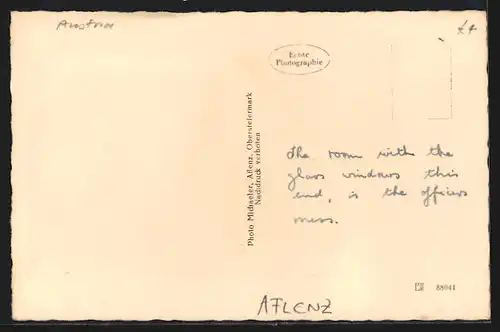 Austria
Echte
Photographie
Photo Michaeler, Aflenz, Obersteiermark
Nachdruck verboten
The room with the
glass windows this
end, is the officers
mess.
88041
AFLENZ